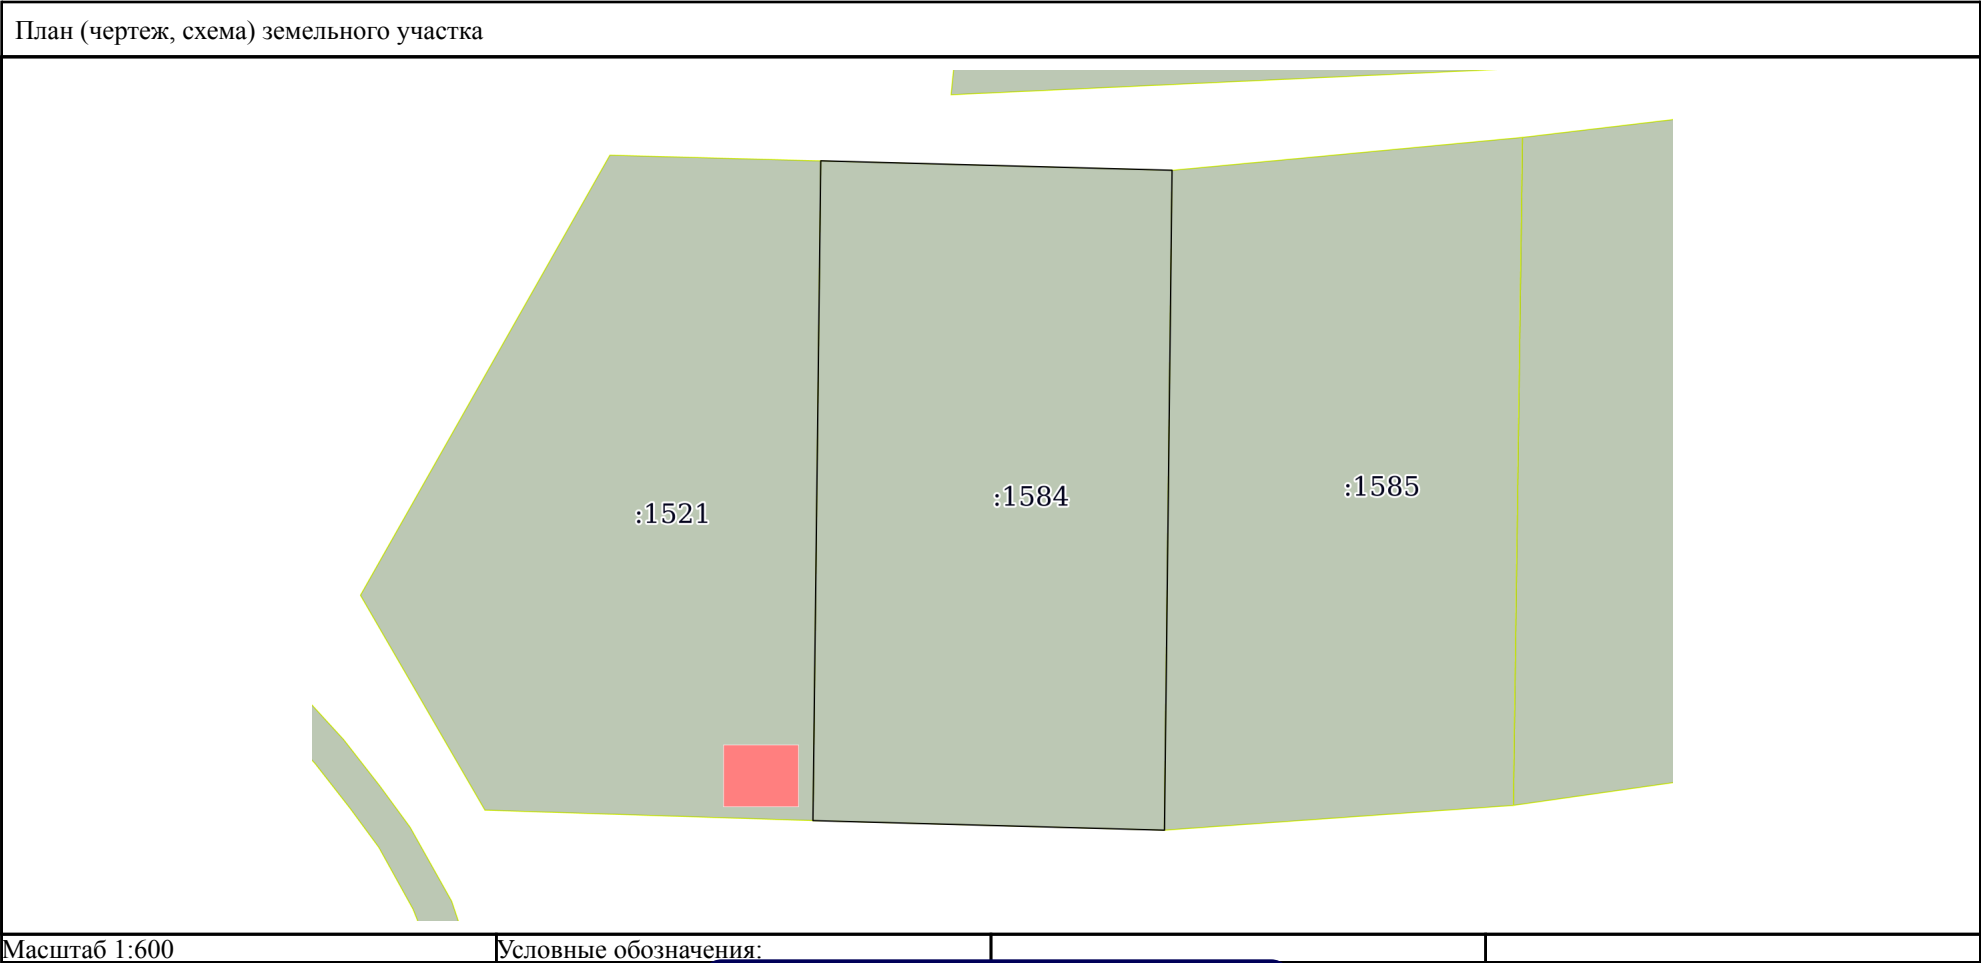 План (чертеж, схема) земельного участка
:1585
:1584
:1521
Масштаб 1:600
Условные обозначения: